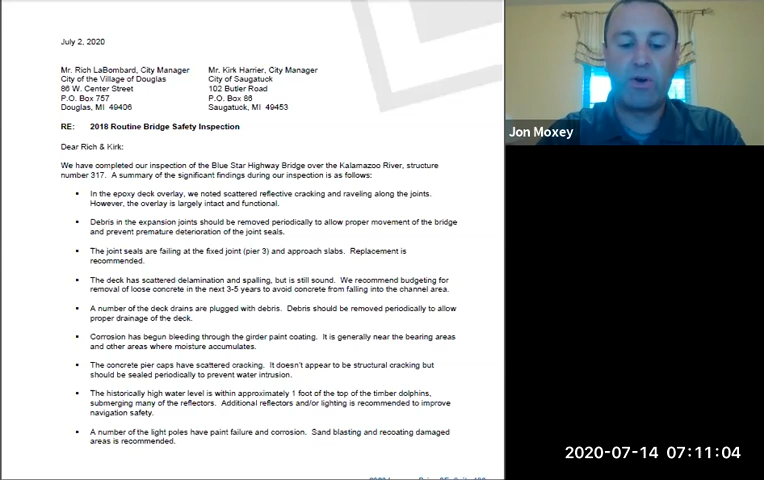 July 2, 2020
Mr. Rich LaBombard, City Manager
City of the Village of Douglas
86 W. Center Street
P.O. Box 757
Douglas, MI 49406
Mr. Kirk Harrier, City Manager
City of Saugatuck
102 Butler Road
P.O. Box 86
Saugatuck, MI 49453
RE: 2018 Routine Bridge Safety Inspection
Dear Rich & Kirk:
We have completed our inspection of the Blue Star Highway Bridge over the Kalamazoo River, structure
number 317. A summary of the significant findings during our inspection is as follows:
▪ In the epoxy deck overlay, we noted scattered reflective cracking and raveling along the joints.
However, the overlay is largely intact and functional.
▪ Debris in the expansion joints should be removed periodically to allow proper movement of the bridge
and prevent premature deterioration of the joint seals.
▪ The joint seals are failing at the fixed joint (pier 3) and approach slabs. Replacement is
recommended.
▪ The deck has scattered delamination and spalling, but is still sound. We recommend budgeting for
removal of loose concrete in the next 3-5 years to avoid concrete from falling into the channel area.
▪ A number of the deck drains are plugged with debris. Debris should be removed periodically to allow
proper drainage of the deck.
▪ Corrosion has begun bleeding through the girder paint coating. It is generally near the bearing areas
and other areas where moisture accumulates.
▪ The concrete pier caps have scattered cracking. It doesn't appear to be structural cracking but
should be sealed periodically to prevent water intrusion.
▪ The historically high water level is within approximately 1 foot of the top of the timber dolphins,
submerging many of the reflectors. Additional reflectors and/or lighting is recommended to improve
navigation safety.
▪ A number of the light poles have paint failure and corrosion. Sand blasting and recoating damaged
areas is recommended.
Jon Moxey
2020-07-14 07:11:04